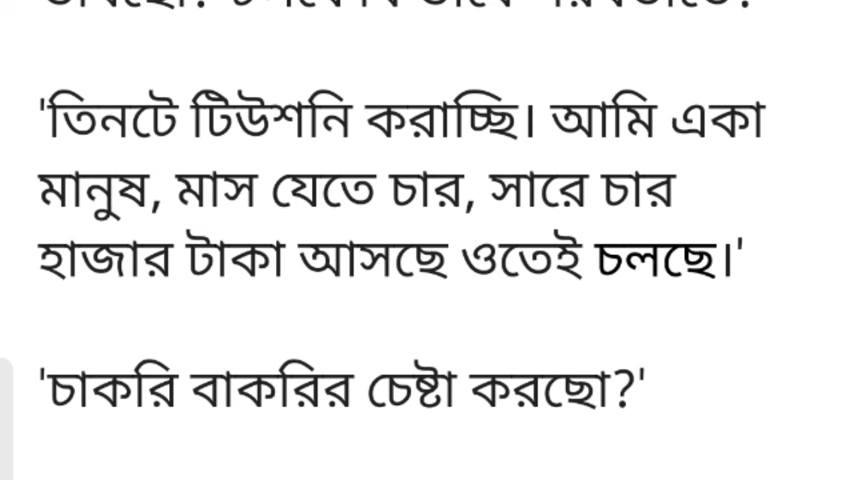 'তিনটে টিউশনি করাচ্ছি। আমি একা
মানুষ, মাস যেতে চার, সারে চার
হাজার টাকা আসছে ওতেই চলছে।'
'চাকরি বাকরির চেষ্টা করছো?'